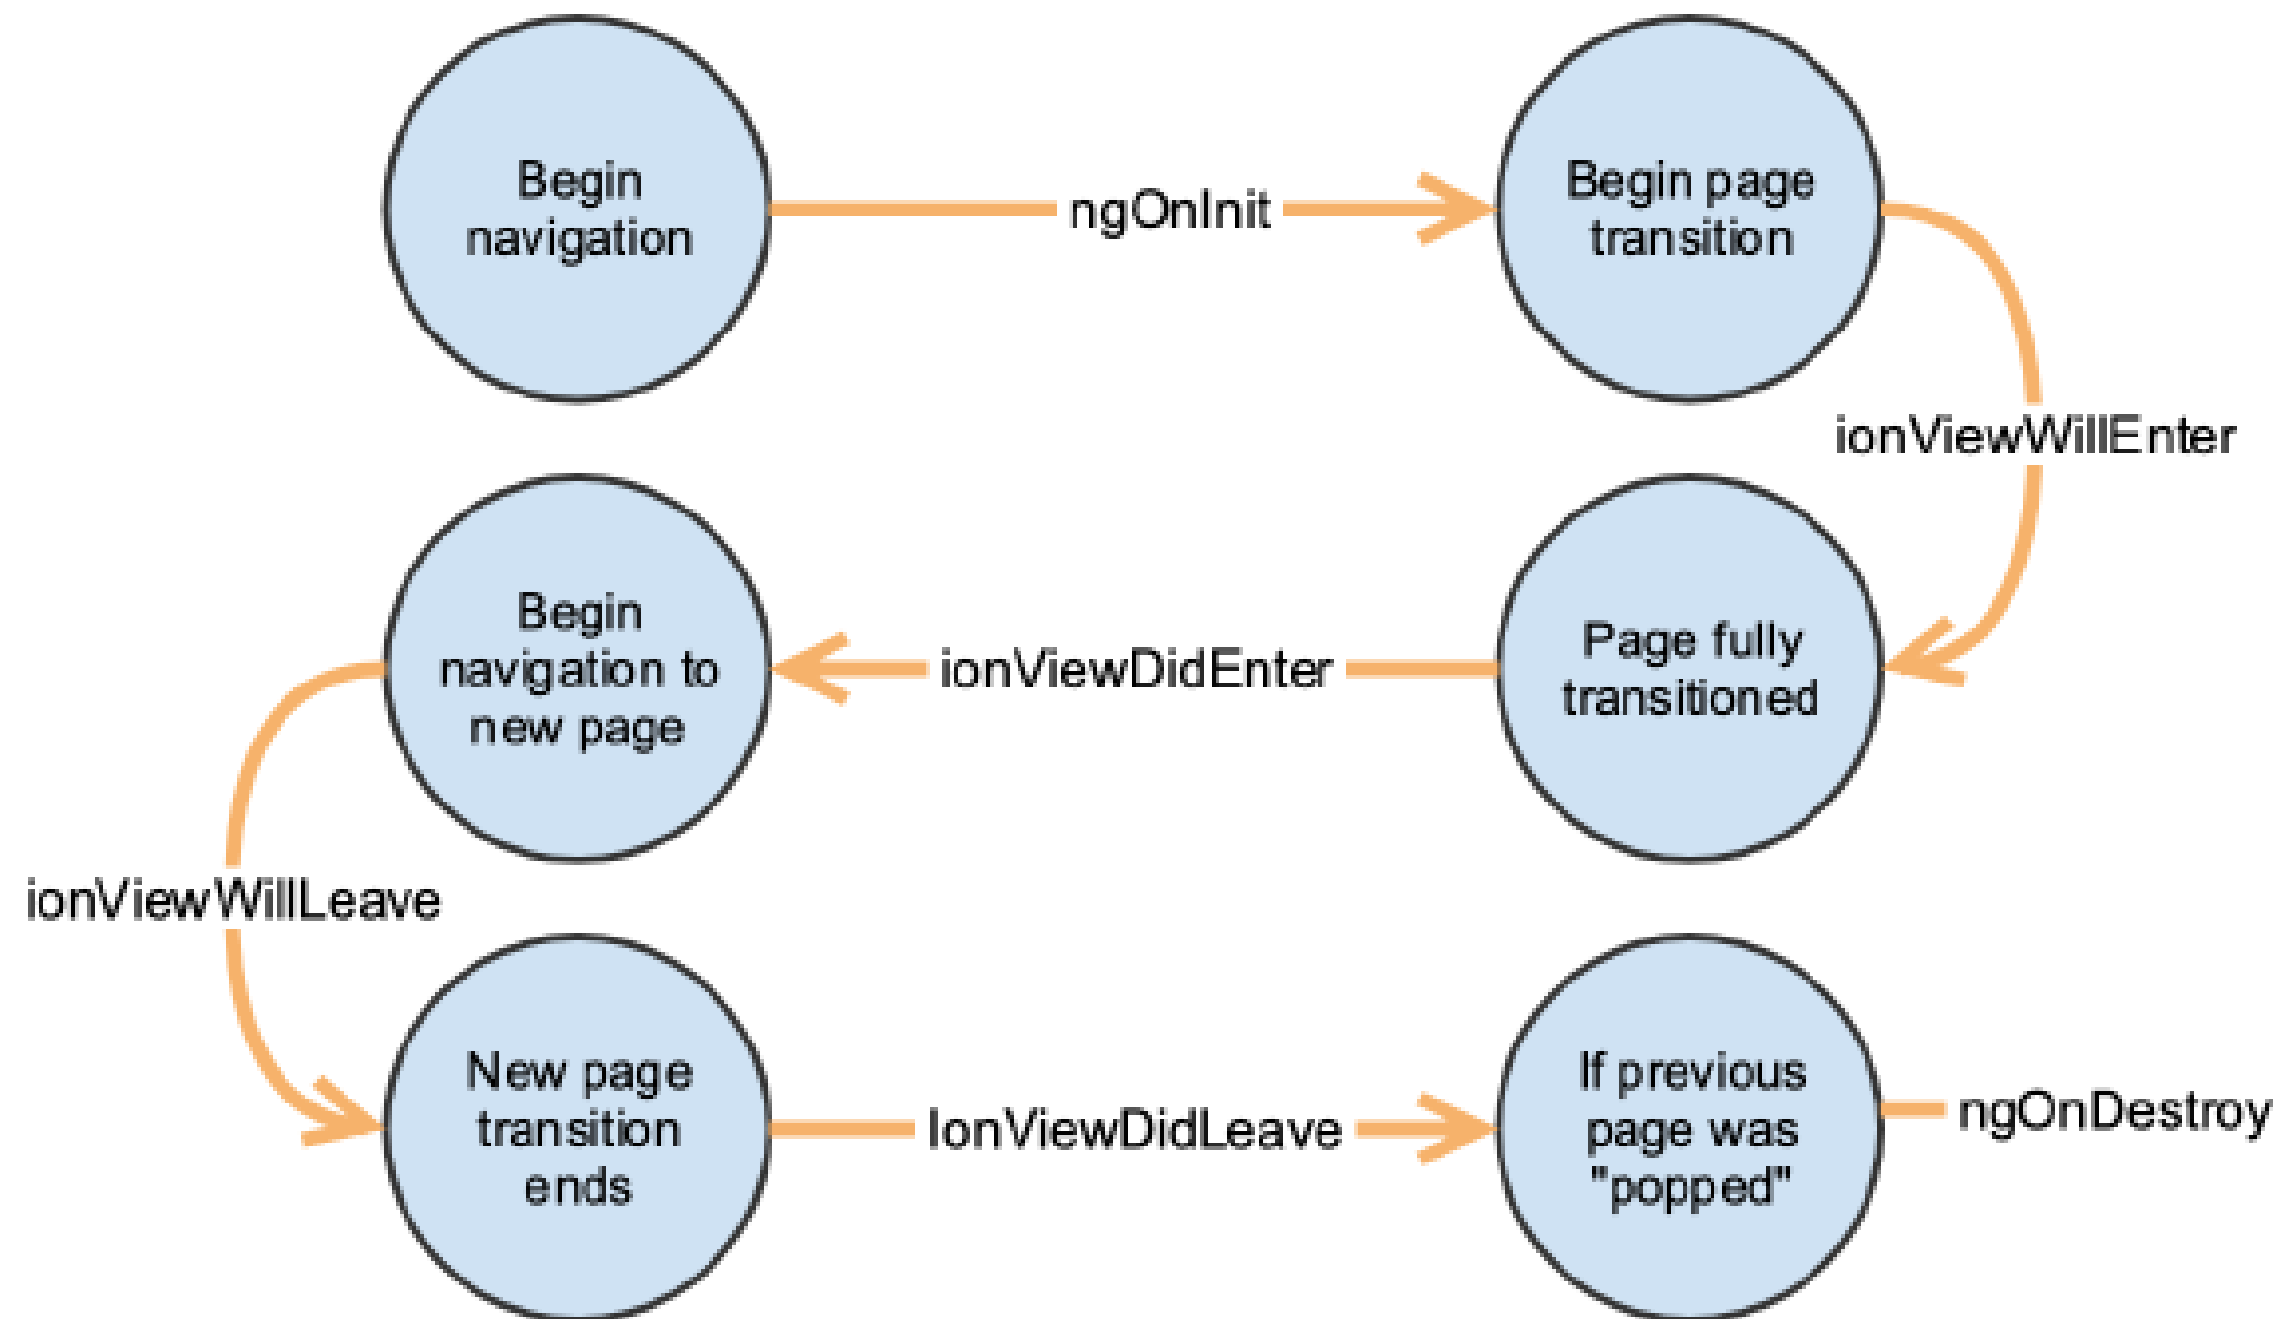 Begin
navigation
ngOnInit
Begin page
transition
ionViewWillEnter
Page fully
transitioned
ionViewDidEnter
Begin
navigation to
new page
ionViewWillLeave
New page
transition
ends
IonViewDidLeave
If previous
page was
"popped"
ngOnDestroy